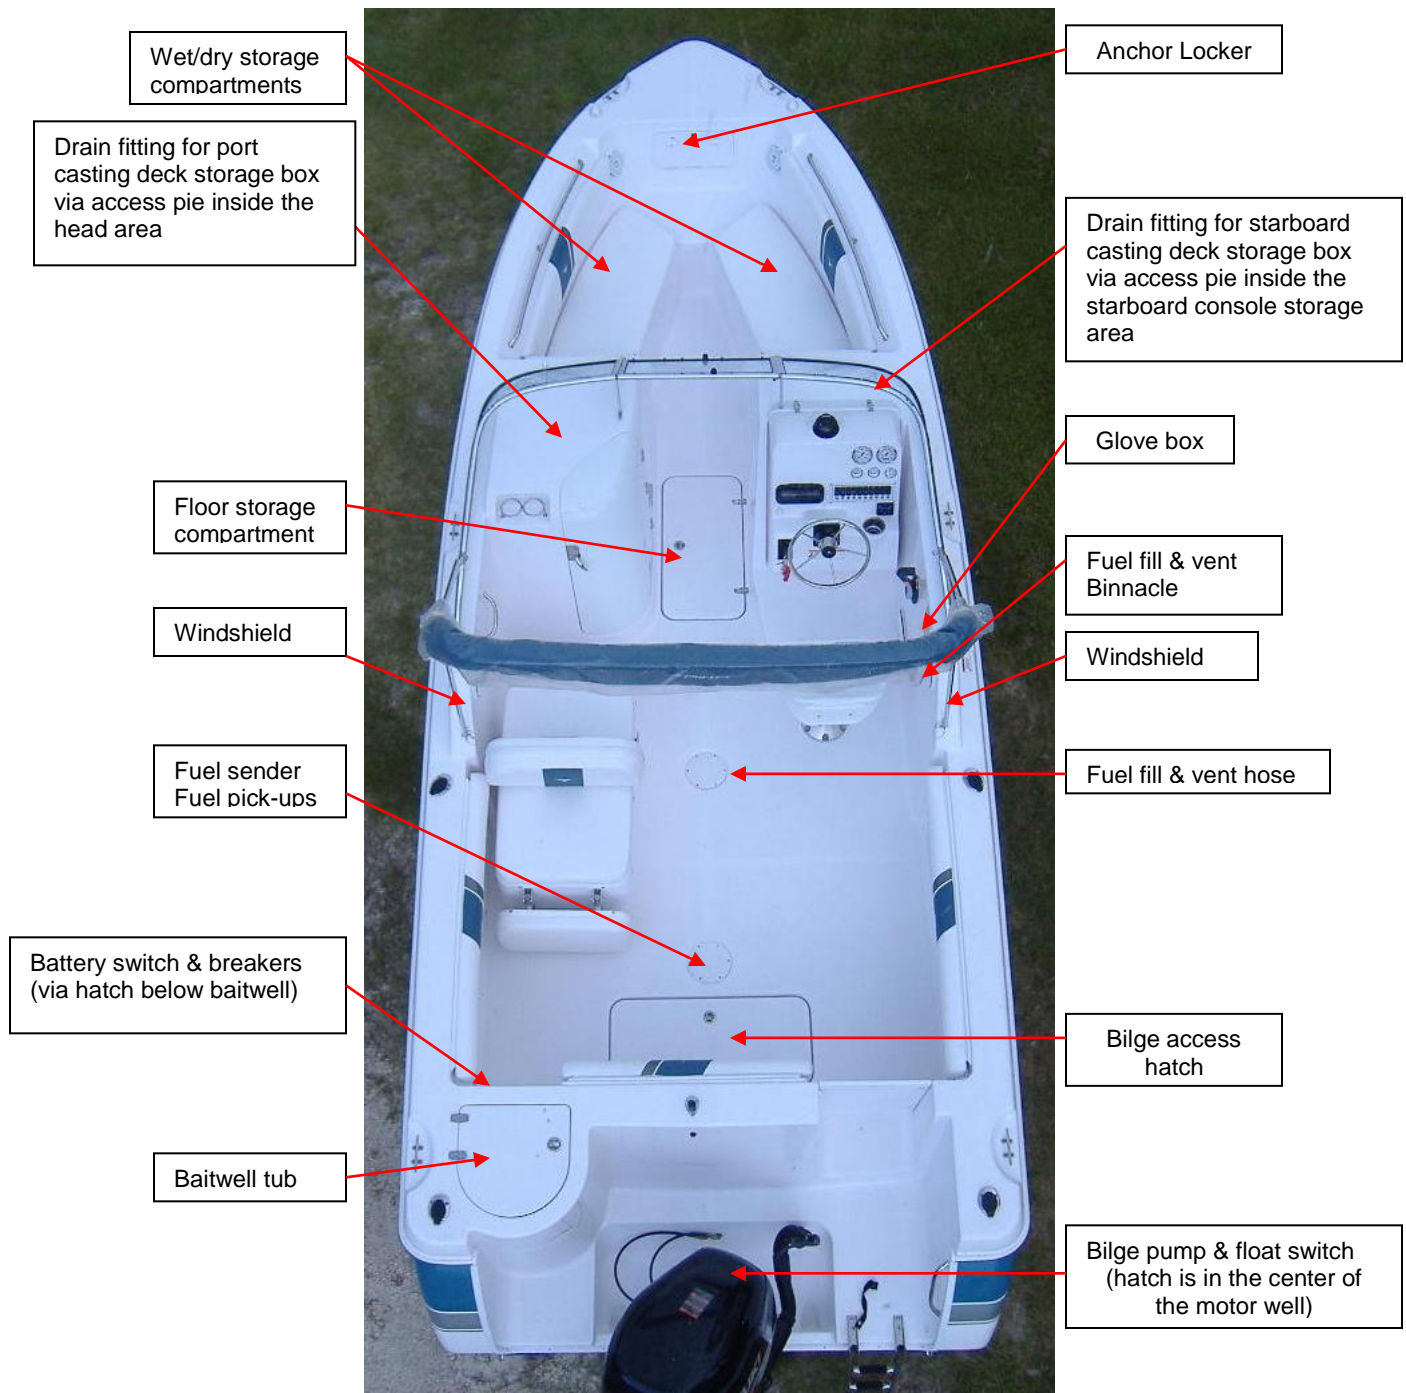 Wet/dry storage
compartments
Anchor Locker
Drain fitting for port
casting deck storage box
via access pie inside the
head area
Drain fitting for starboard
casting deck storage box
via access pie inside the
starboard console storage
area
Glove box
Floor storage
compartment
Fuel fill & vent
Binnacle
Windshield
Windshield
Fuel sender
Fuel pick-ups
Fuel fill & vent hose
Battery switch & breakers
(via hatch below baitwell)
Bilge access
hatch
Baitwell tub
Bilge pump & float switch
(hatch is in the center of
the motor well)